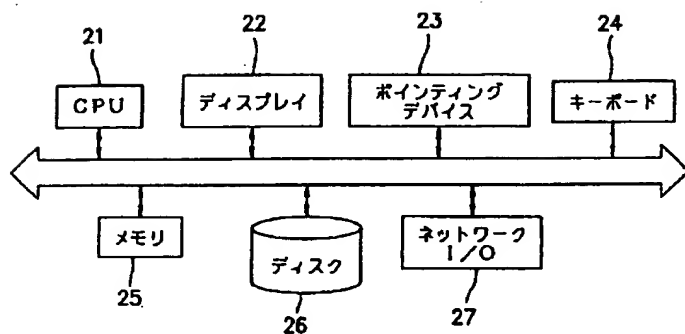 21
22
23
24
CPU
ディスプレイ
ポインティング
デバイス
キーボード
メモリ
ディスク
ネットワーク
I/O
25
26
27